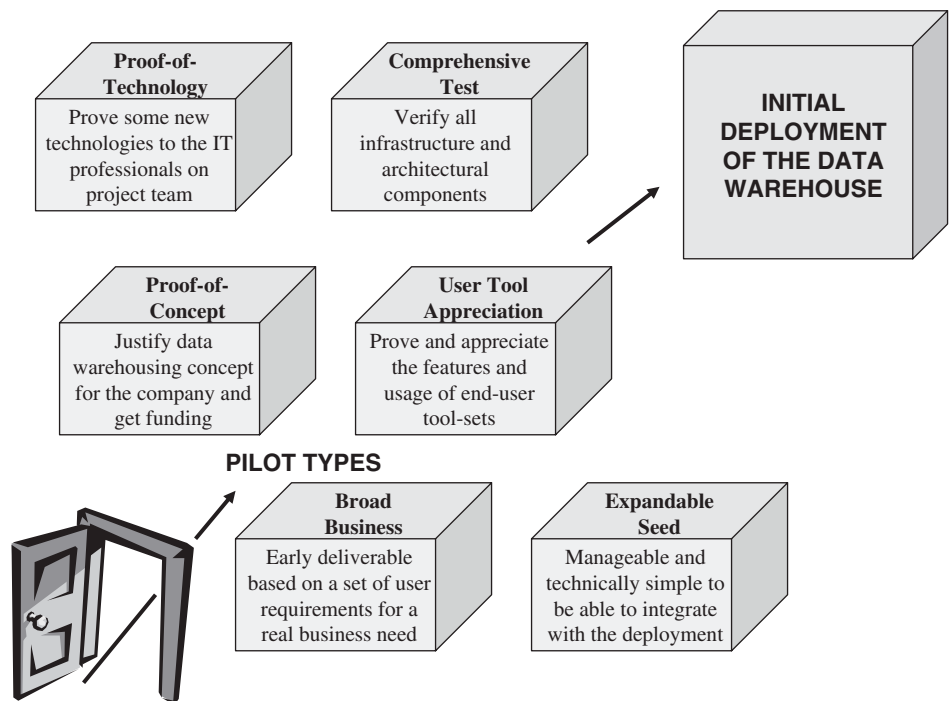 Proof-of-
Technology
Prove some new
technologies to the IT
professionals on
project team
Comprehensive
Test
Verify all
infrastructure and
architectural
components
INITIAL
DEPLOYMENT
OF THE DATA
WAREHOUSE
Proof-of-
Concept
Justify data
warehousing concept
for the company and
get funding
User Tool
Appreciation
Prove and appreciate
the features and
usage of end-user
tool-sets
PILOT TYPES
Broad
Business
Early deliverable
based on a set of user
requirements for a
real business need
Expandable
Seed
Manageable and
technically simple to
be able to integrate
with the deployment